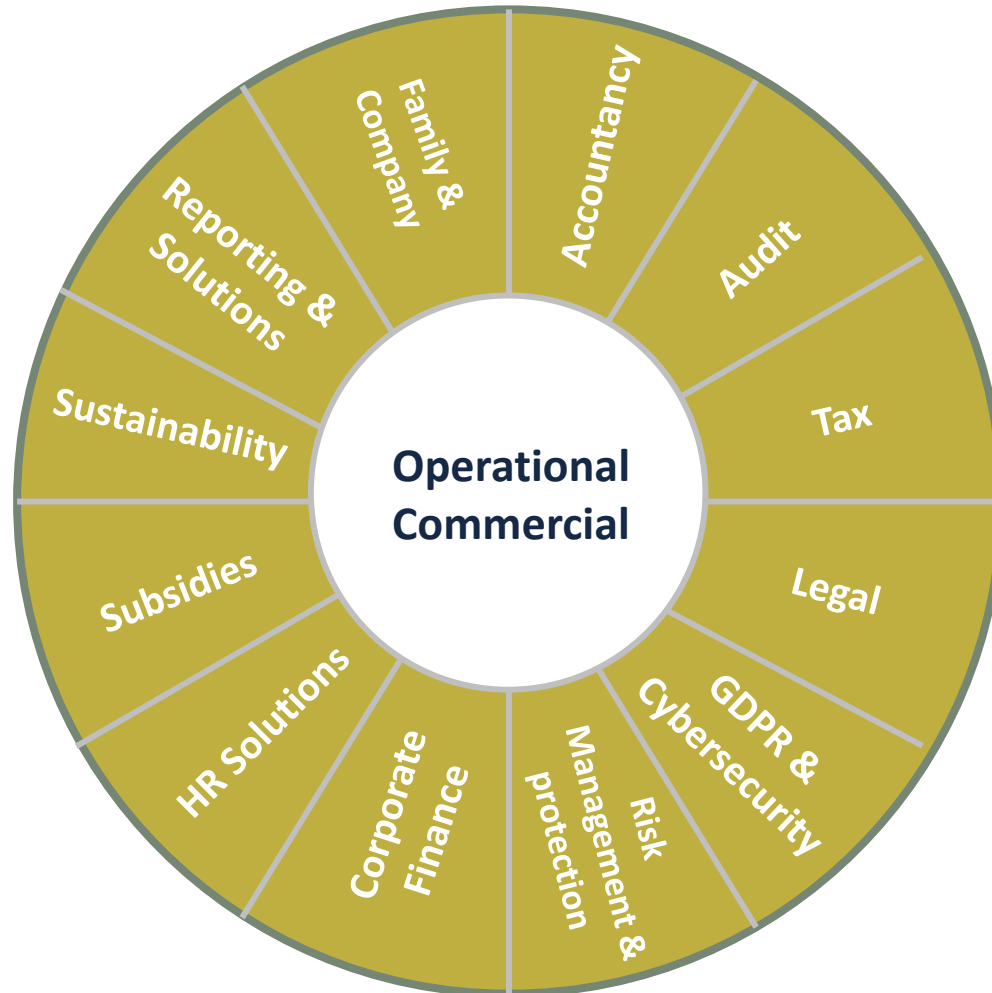 Operational
Commercial
Accountancy
Audit
Tax
Legal
GDPR &
Cybersecurity
Risk
Management &
protection
Corporate
Finance
HR Solutions
Subsidies
Sustainability
Reporting &
Solutions
Family &
Company